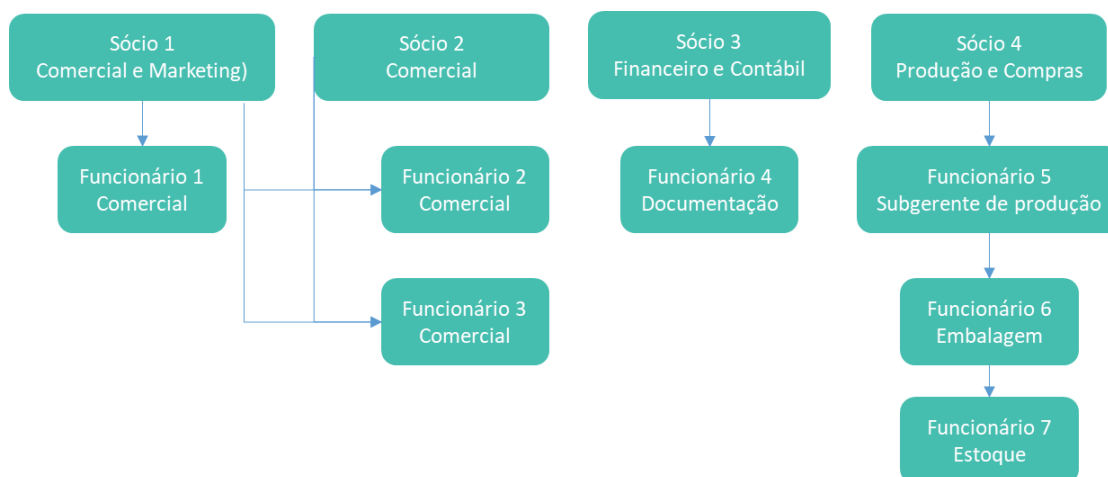 Sócio 1
Comercial e Marketing)
Sócio 2
Comercial
Sócio 3
Financeiro e Contábil
Sócio 4
Produção e Compras
Funcionário 1
Comercial
Funcionário 2
Comercial
Funcionário 4
Documentação
Funcionário 5
Subgerente de produção
Funcionário 3
Comercial
Funcionário 6
Embalagem
Funcionário 7
Estoque